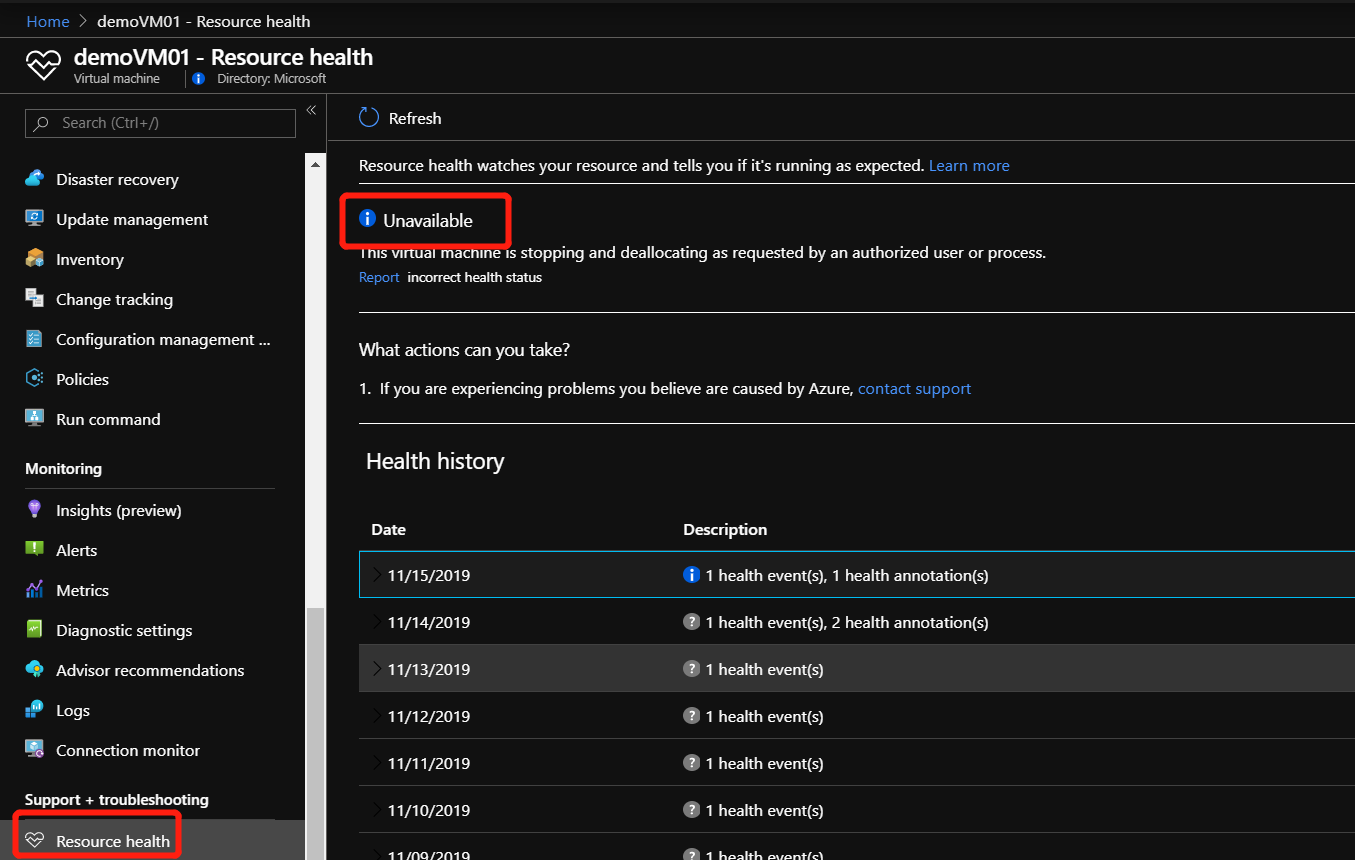 Home > demoVM01 - Resource health
demoVM01 - Resource health
Virtual machine
Directory: Microsoft
Search (Ctrl+/)
«
Disaster recovery
Update management
Inventory
Change tracking
Configuration management ...
Policies
Run command
Monitoring
Insights (preview)
Alerts
Metrics
Diagnostic settings
Advisor recommendations
Logs
Connection monitor
Support + troubleshooting
Resource health
Refresh
Resource health watches your resource and tells you if it's running as expected. Learn more
Unavailable
This virtual machine is stopping and deallocating as requested by an authorized user or process.
Report incorrect health status
What actions can you take?
1. If you are experiencing problems you believe are caused by Azure, contact support
Health history
Date Description
11/15/2019 1 health event(s), 1 health annotation(s)
11/14/2019 1 health event(s), 2 health annotation(s)
11/13/2019 1 health event(s)
11/12/2019 1 health event(s)
11/11/2019 1 health event(s)
11/10/2019 1 health event(s)
11/09/2019 1 health event(s)